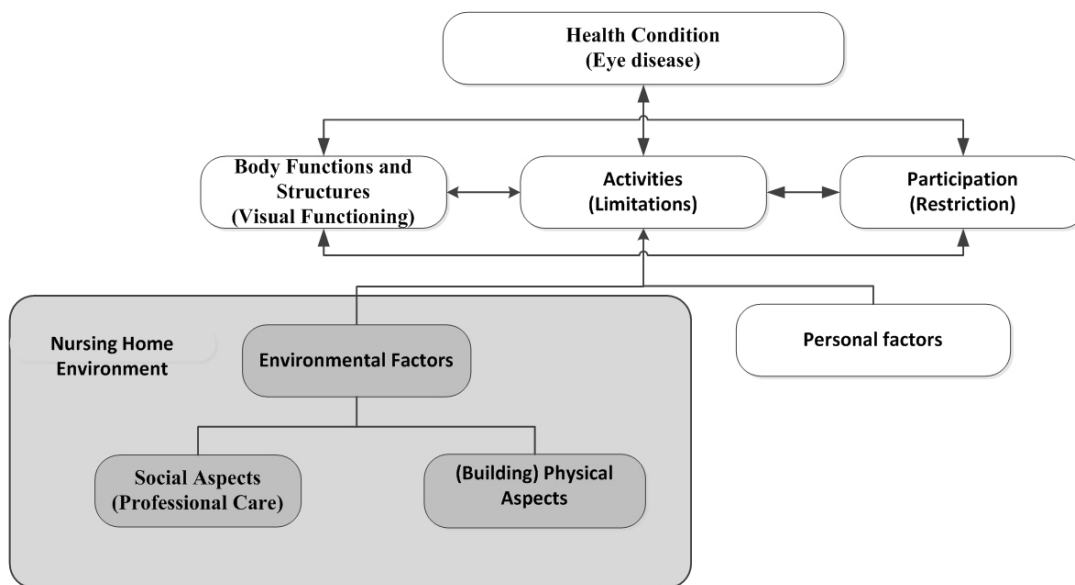 Health Condition
(Eye disease)
Body Functions and
Structures
(Visual Functioning)
Activities
(Limitations)
Participation
(Restriction)
Nursing Home
Environment
Environmental Factors
Personal factors
Social Aspects
(Professional Care)
(Building) Physical
Aspects